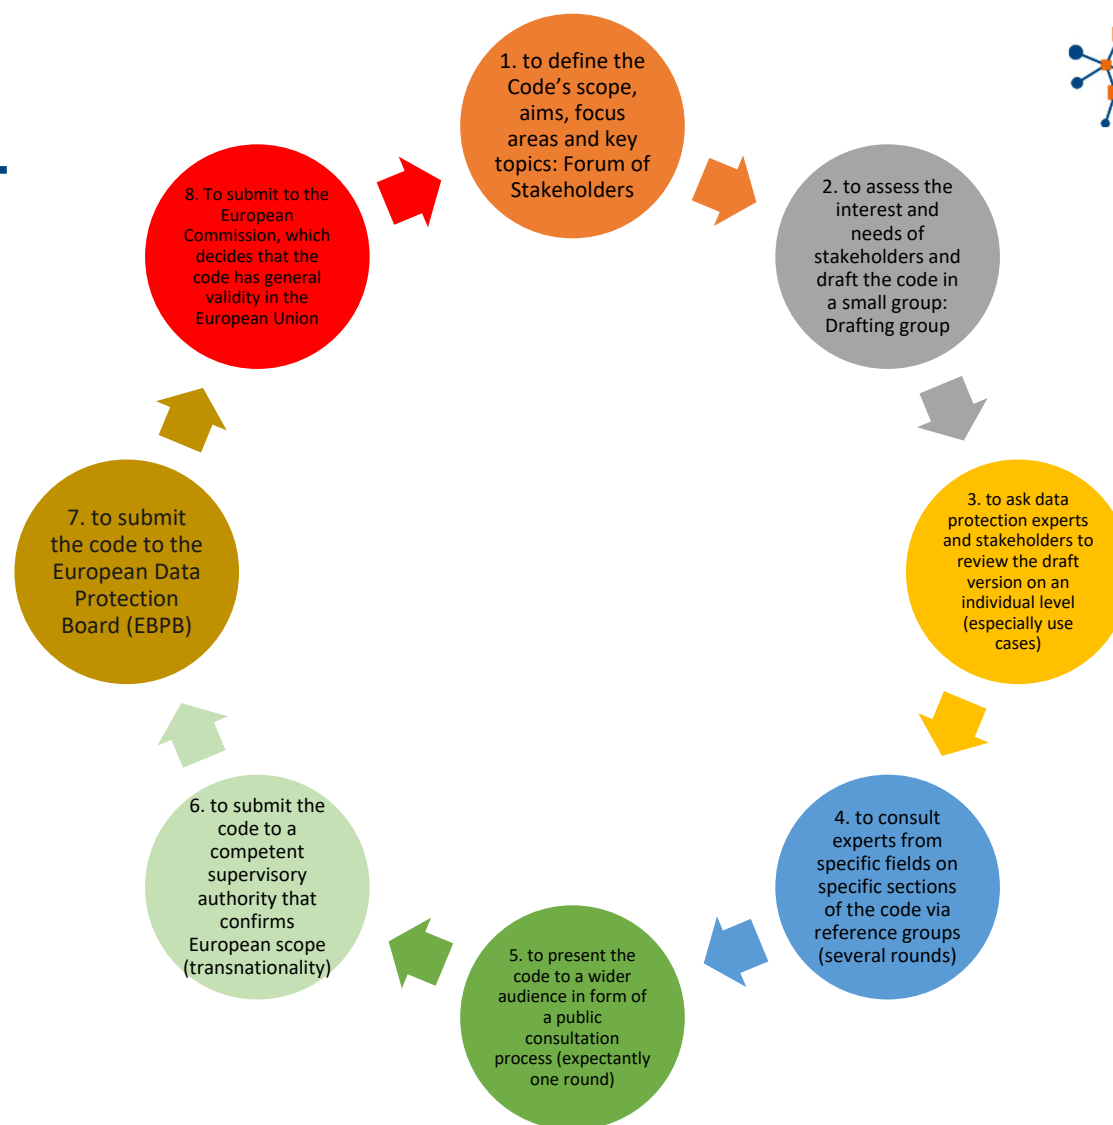 1. to define the
Code’s scope,
aims, focus
areas and key
topics: Forum of
Stakeholders
2. to assess the
interest and
needs of
stakeholders and
draft the code in
a small group:
Drafting group
3. to ask data
protection experts
and stakeholders to
review the draft
version on an
individual level
(especially use
cases)
4. to consult
experts from
specific fields on
specific sections
of the code via
reference groups
(several rounds)
5. to present the
code to a wider
audience in form of
a public
consultation
process (expectantly
one round)
6. to submit the
code to a
competent
supervisory
authority that
confirms
European scope
(transnationality)
7. to submit
the code to the
European Data
Protection
Board (EBPB)
8. To submit to the
European
Commission, which
decides that the
code has general
validity in the
European Union